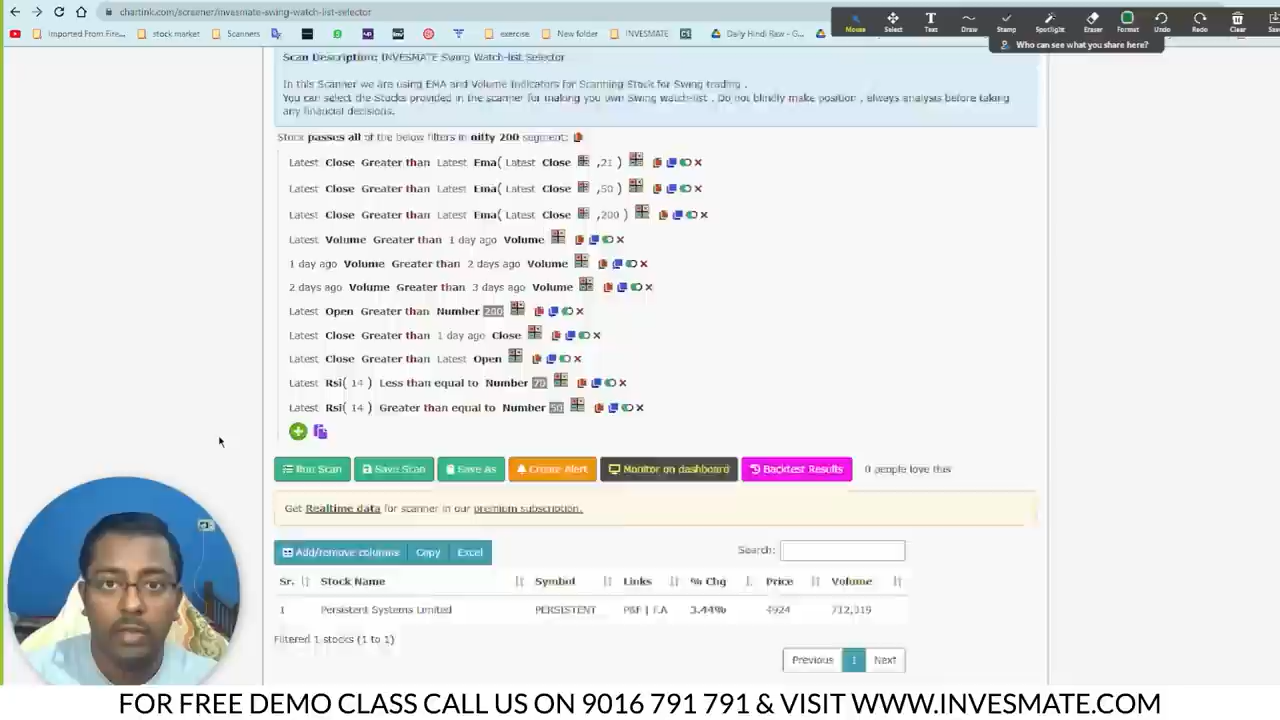 chartink.com/screener/invesmate-swing-watch-list-selector
Imported From Fire... stock market Scanners exercise New folder INVESMATE Daily Hindi Raw - G...
Mouse Select Text Draw Stamp Spotlight Eraser Format Undo Redo Clear
Who can see what you share here?
Scan Description: INVESMATE Swing Watch-list Selector
In this Scanner we are using EMA and Volume Indicators for Scanning Stock for Swing trading .
You can select the Stocks provided in the scanner for making you own Swing watch-list . Do not blindly make position , always analysis before taking
any financial decisions.
Stock passes all of the below filters in nifty 200 segment:
Latest Close Greater than Latest Ema( Latest Close ,21 )
Latest Close Greater than Latest Ema( Latest Close ,50 )
Latest Close Greater than Latest Ema( Latest Close ,200 )
Latest Volume Greater than 1 day ago Volume
1 day ago Volume Greater than 2 days ago Volume
2 days ago Volume Greater than 3 days ago Volume
Latest Open Greater than Number 200
Latest Close Greater than 1 day ago Close
Latest Close Greater than Latest Open
Latest Rsi( 14 ) Less than equal to Number
Latest Rsi( 14 ) Greater than equal to Number 50
Run Scan Save Scan Save As Create Alert Monitor on dashboard Backtest Results 0 people love this
Get Realtime data for scanner in our premium subscription.
Add/remove columns Copy Excel Search:
Sr. Stock Name Symbol Links % Chg Price Volume
1 Persistent Systems Limited PERSISTENT P&F | F.A 3.44% 4924
Filtered 1 stocks (1 to 1)
Previous 1 Next
FOR FREE DEMO CLASS CALL US ON 9016 791 791 & VISIT WWW.INVESMATE.COM